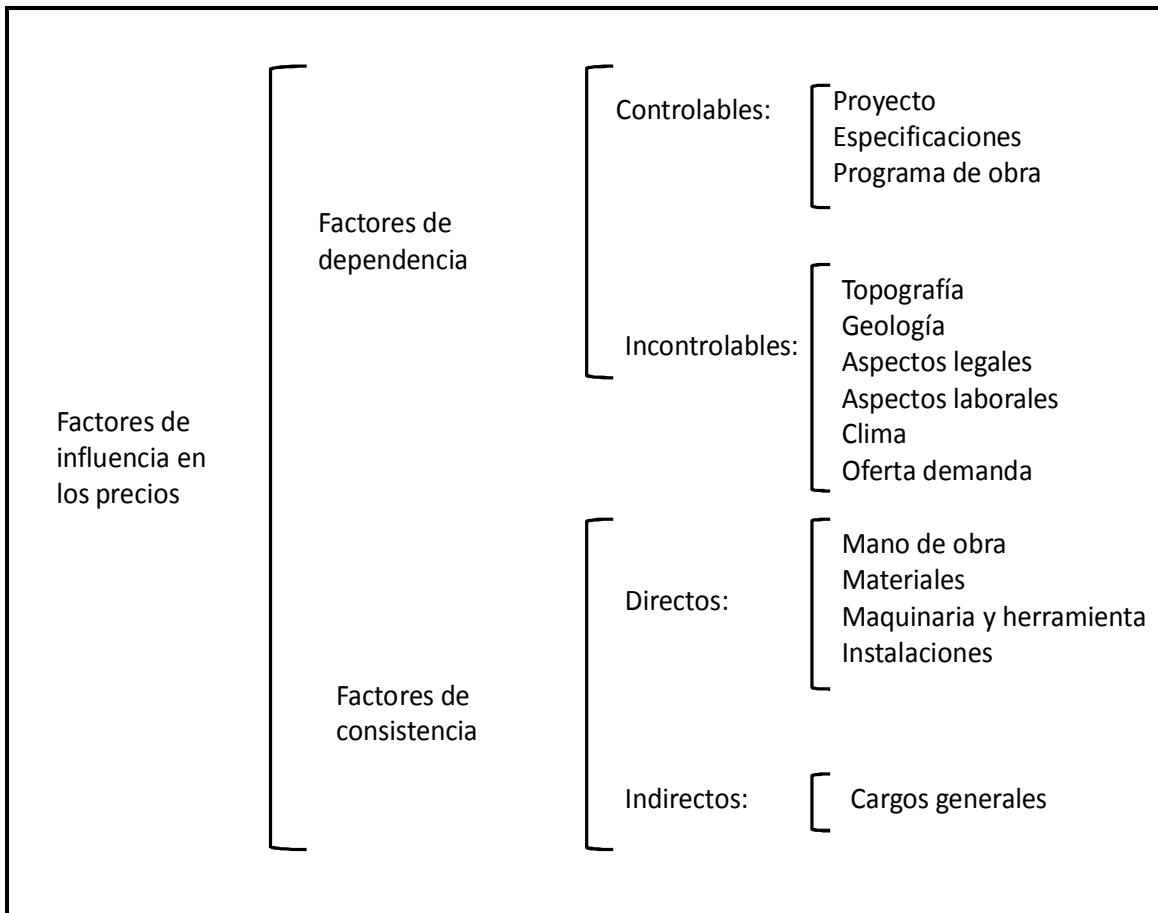 Factores de
influencia en
los precios
Factores de
dependencia
Controlables:
Proyecto
Especificaciones
Programa de obra
Incontrolables:
Topografía
Geología
Aspectos legales
Aspectos laborales
Clima
Oferta demanda
Factores de
consistencia
Directos:
Mano de obra
Materiales
Maquinaria y herramienta
Instalaciones
Indirectos:
Cargos generales